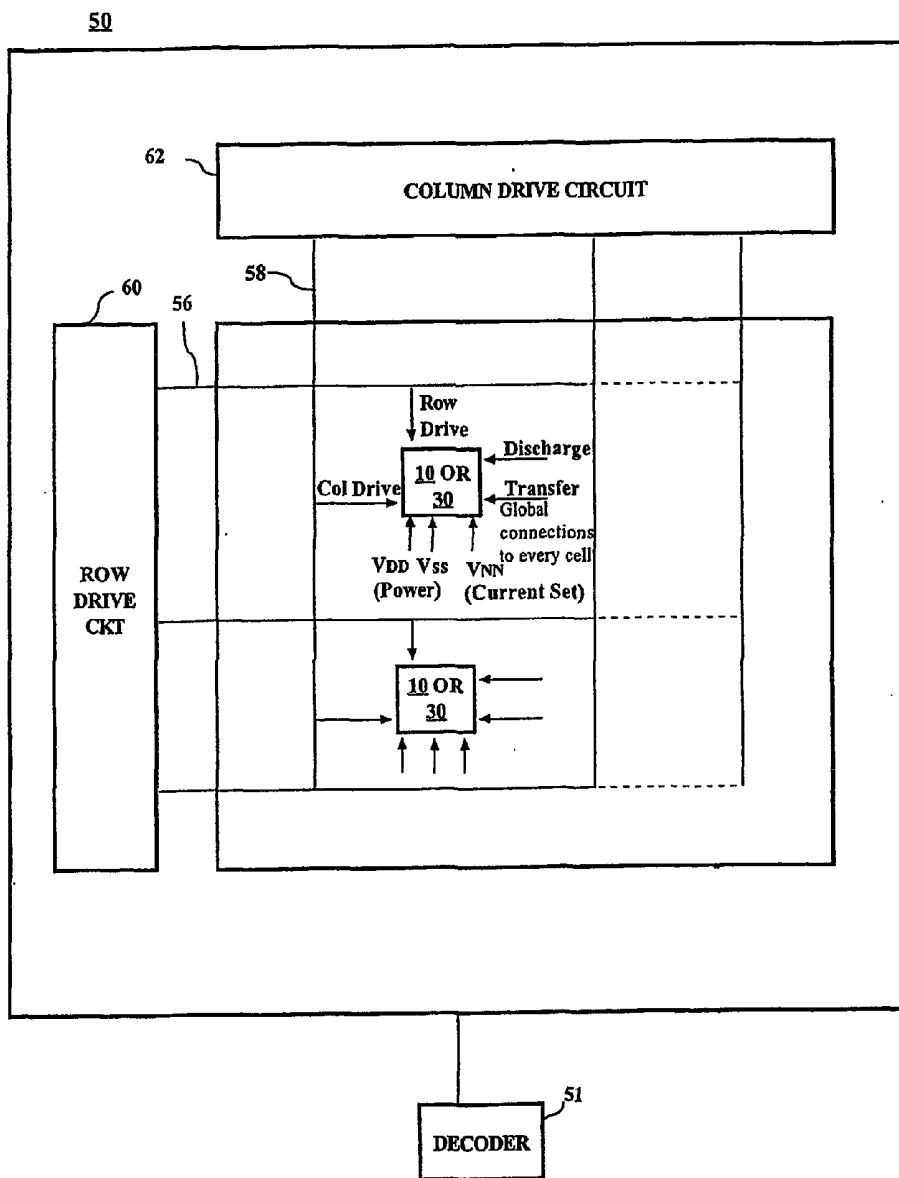 50
62
COLUMN DRIVE CIRCUIT
58
60
56
Row
Drive
Discharge
10 OR
30
Col Drive
Transfer
Global
connections
to every cell
VDD VSS VNN
(Power) (Current Set)
ROW
DRIVE
CKT
10 OR
30
51
DECODER